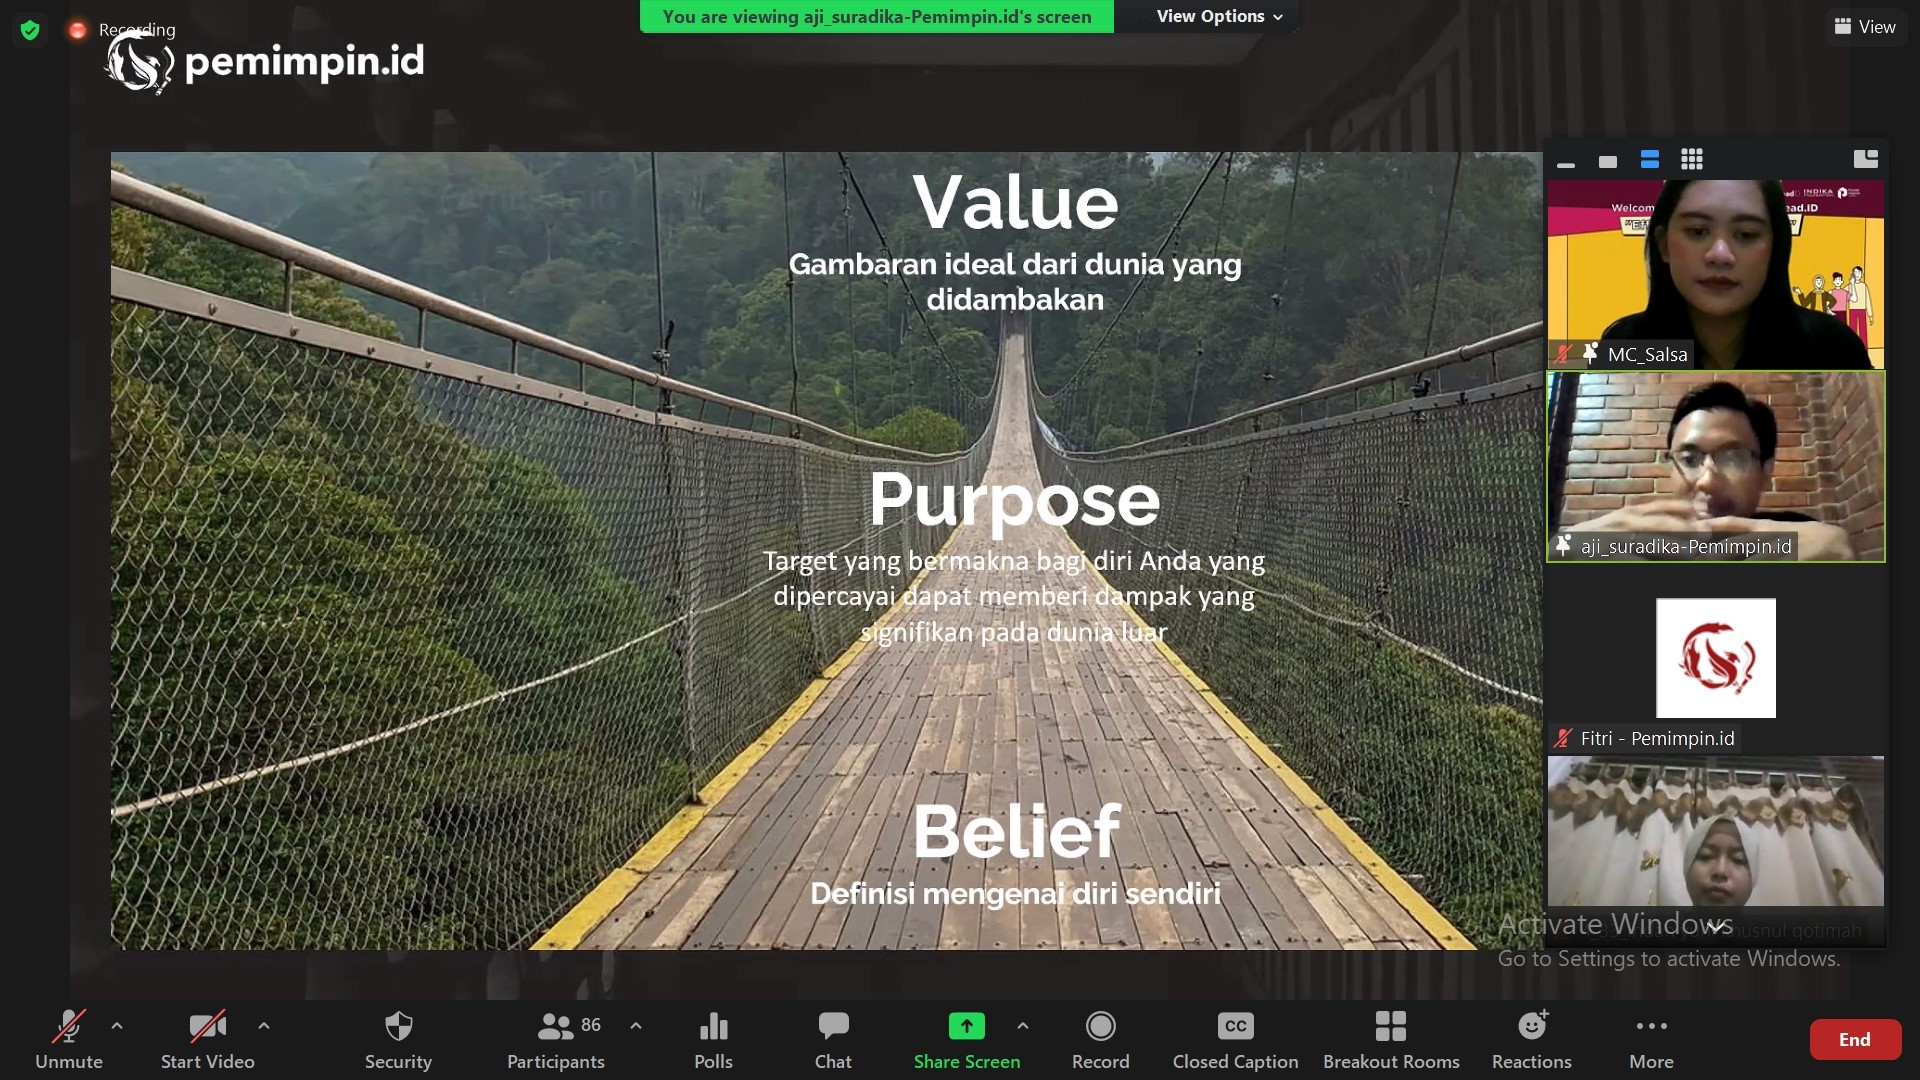 Recording
You are viewing aji_suradika-Pemimpin.id's screen
View Options
View
pemimpin.id
Value
Gambaran ideal dari dunia yang
didambakan
Purpose
Target yang bermakna bagi diri Anda yang
dipercayai dapat memberi dampak yang
signifikan pada dunia luar
Belief
Definisi mengenai diri sendiri
INDIKA
MC_Salsa
aji_suradika-Pemimpin.id
Fitri - Pemimpin.id
husnul qotimah
Activate Windows
Go to Settings to activate Windows.
Unmute
Start Video
Security
86
Participants
Polls
Chat
Share Screen
Record
CC
Closed Caption
Breakout Rooms
Reactions
More
End